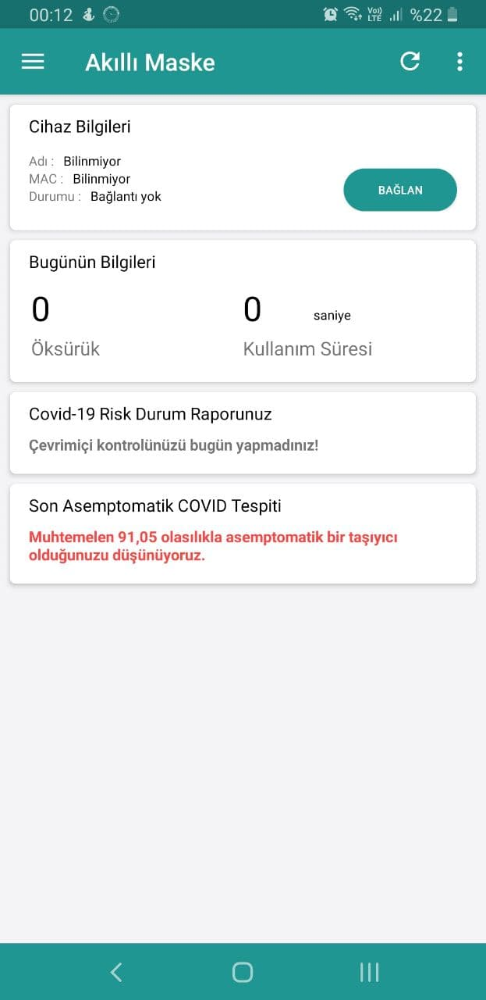 00:12 %22
Akıllı Maske
Cihaz Bilgileri
Adı : Bilinmiyor
MAC : Bilinmiyor
Durumu : Bağlantı yok
BAĞLAN
Bugünün Bilgileri
0 0 saniye
Öksürük Kullanım Süresi
Covid-19 Risk Durum Raporunuz
Çevrimiçi kontrolünüzü bugün yapmadınız!
Son Asemptomatik COVID Tespiti
Muhtemelen 91,05 olasılıkla asemptomatik bir taşıyıcı
olduğunuzu düşünüyoruz.